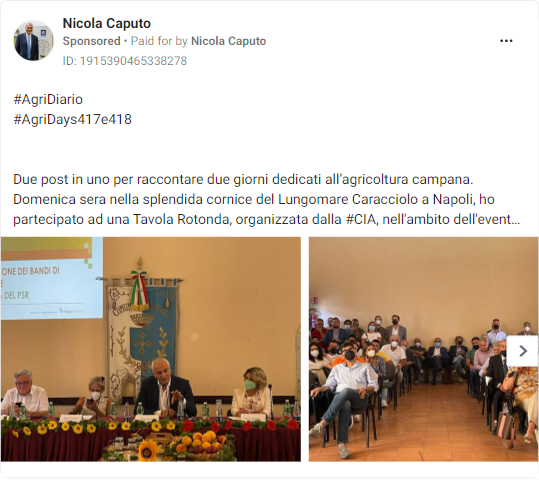 Nicola Caputo
Sponsored • Paid for by Nicola Caputo
ID: 1915390465338278
#AgriDiario
#AgriDays417e418
Due post in uno per raccontare due giorni dedicati all'agricoltura campana.
Domenica sera nella splendida cornice del Lungomare Caracciolo a Napoli, ho
partecipato ad una Tavola Rotonda, organizzata dalla #CIA, nell'ambito dell'event...
IONE DEI BANDI DI
DEL PSR
COMUNE